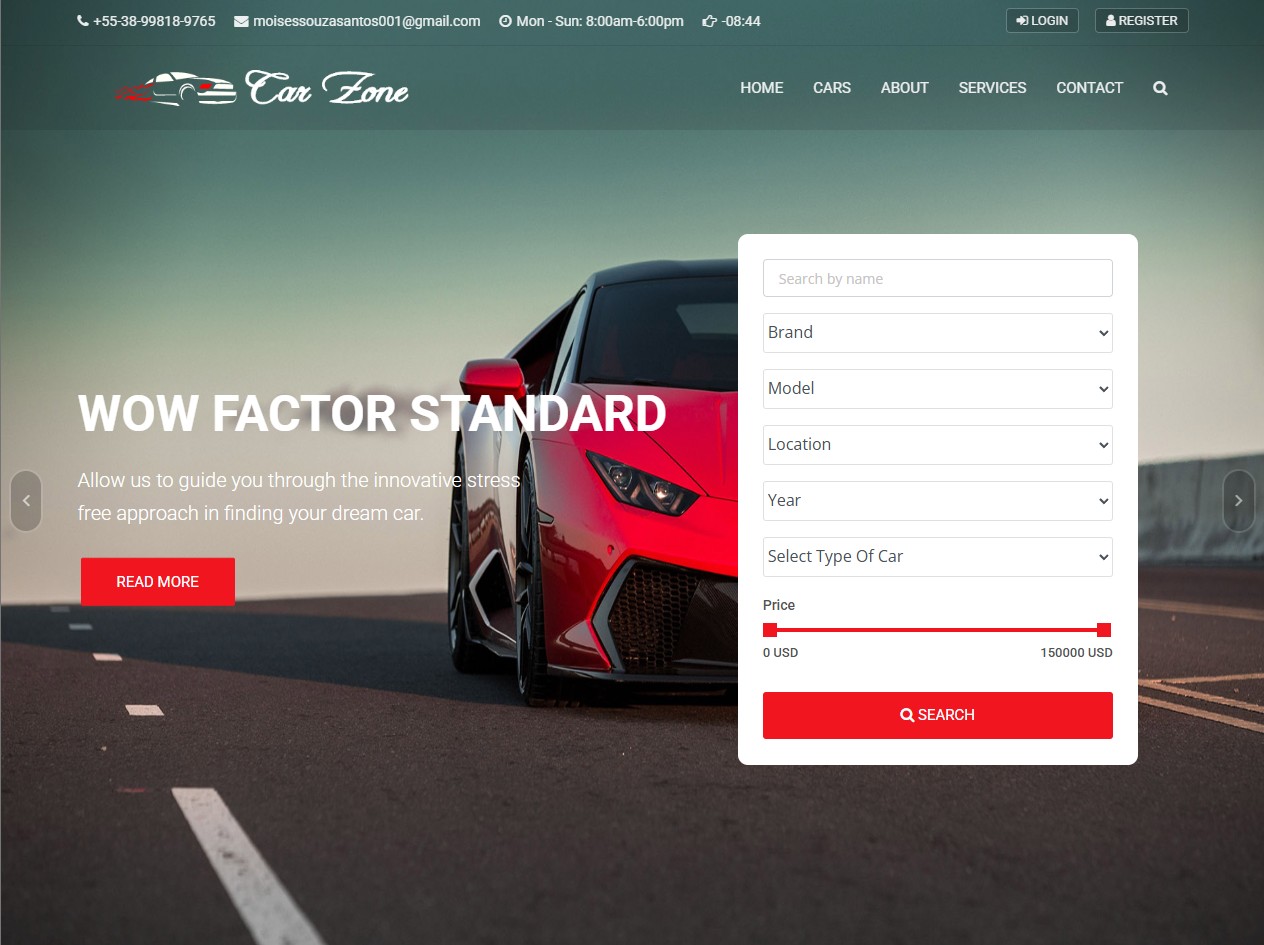 +55-38-99818-9765 moisessouzasantos001@gmail.com Mon - Sun: 8:00am-6:00pm -08:44 LOGIN REGISTER
Car Zone HOME CARS ABOUT SERVICES CONTACT
Search by name
Brand
Model
WOW FACTOR STANDARD
Location
Allow us to guide you through the innovative stress
free approach in finding your dream car.
Year
Select Type Of Car
READ MORE
Price
0 USD 150000 USD
SEARCH